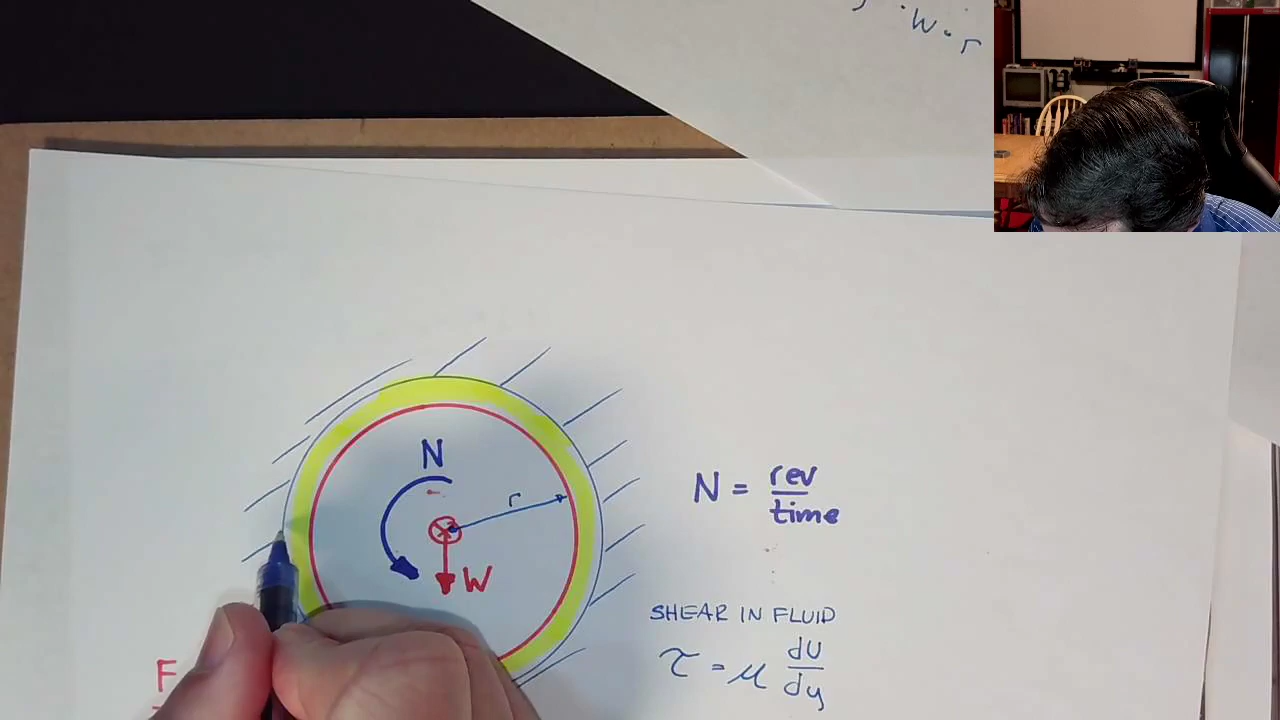 . W . r
N
r
W
N = rev
time
SHEAR IN FLUID
τ = μ dU
dy
F